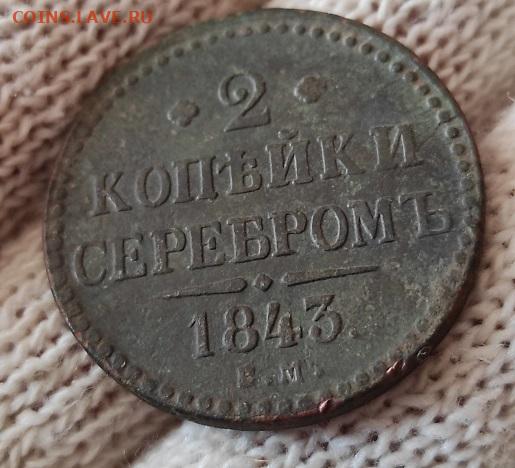 COINS.LAVE.RU
2
КОПѢЙКИ
СЕРЕБРОМЪ
1843.
Е.М.